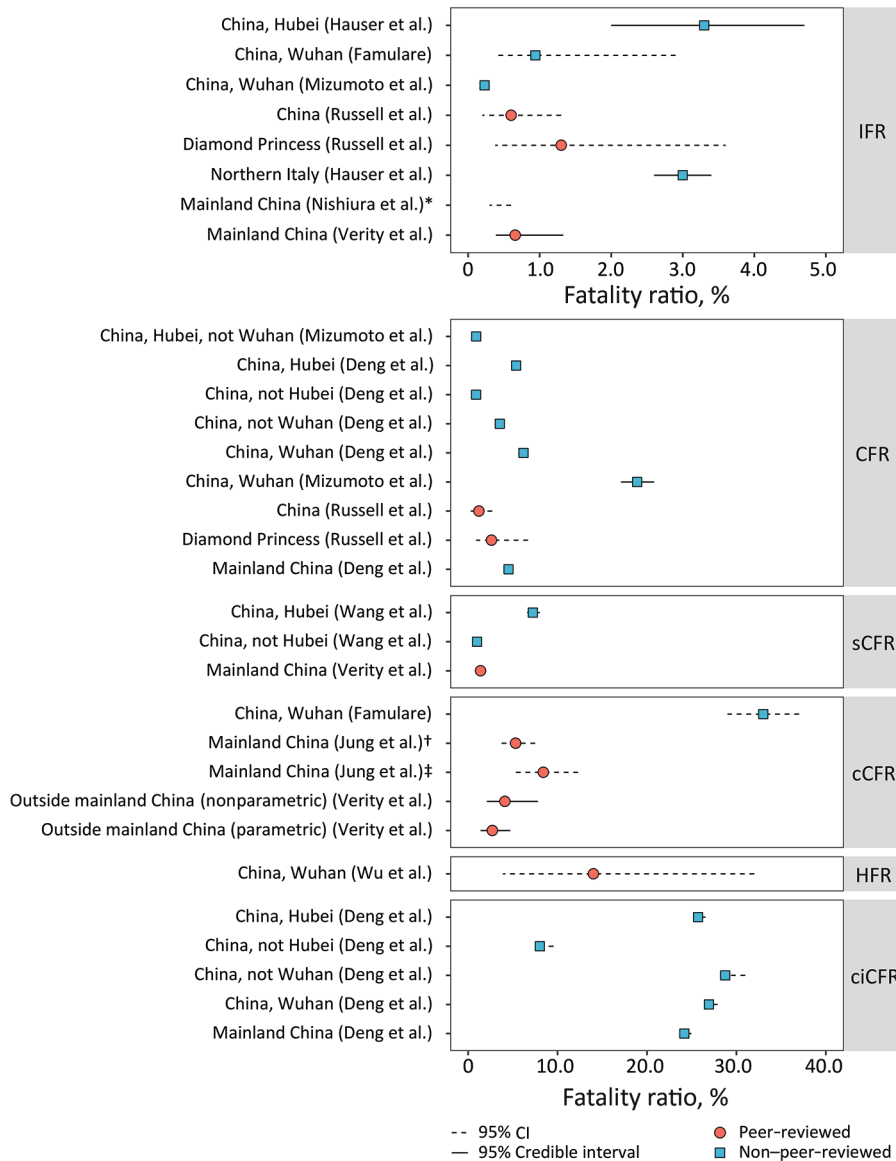 China, Hubei (Hauser et al.)
China, Wuhan (Famulare)
China, Wuhan (Mizumoto et al.)
China (Russell et al.)
Diamond Princess (Russell et al.)
Northern Italy (Hauser et al.)
Mainland China (Nishiura et al.)*
Mainland China (Verity et al.)
IFR
0 1.0 2.0 3.0 4.0 5.0
Fatality ratio, %
China, Hubei, not Wuhan (Mizumoto et al.)
China, Hubei (Deng et al.)
China, not Hubei (Deng et al.)
China, not Wuhan (Deng et al.)
China, Wuhan (Deng et al.)
China, Wuhan (Mizumoto et al.)
China (Russell et al.)
Diamond Princess (Russell et al.)
Mainland China (Deng et al.)
CFR
China, Hubei (Wang et al.)
China, not Hubei (Wang et al.)
Mainland China (Verity et al.)
sCFR
China, Wuhan (Famulare)
Mainland China (Jung et al.)†
Mainland China (Jung et al.)‡
Outside mainland China (nonparametric) (Verity et al.)
Outside mainland China (parametric) (Verity et al.)
cCFR
China, Wuhan (Wu et al.)
HFR
China, Hubei (Deng et al.)
China, not Hubei (Deng et al.)
China, not Wuhan (Deng et al.)
China, Wuhan (Deng et al.)
Mainland China (Deng et al.)
ciCFR
0 10.0 20.0 30.0 40.0
Fatality ratio, %
95% CI
95% Credible interval
Peer-reviewed
Non–peer-reviewed